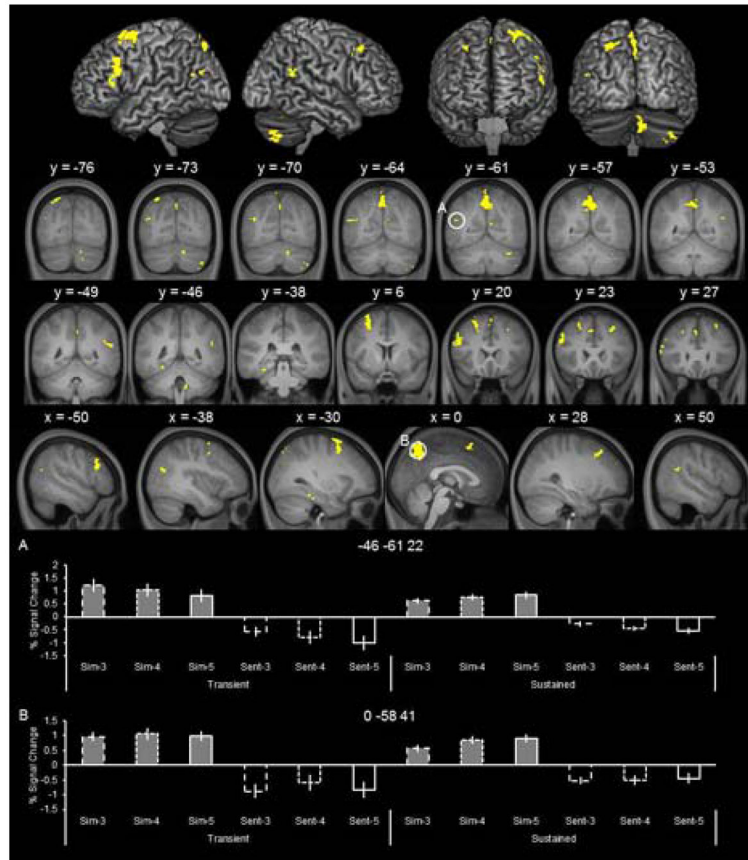 y = -76 y = -73 y = -70 y = -64 y = -61 y = -57 y = -53
A
y = -49 y = -46 y = -38 y = 6 y = 20 y = 23 y = 27
x = -50 x = -38 x = -30 x = 0 x = 28 x = 50
B
A -46 -61 22
% Signal Change
2
1.5
1
0.5
0
-0.5
-1
-1.5
Sim-3 Sim-4 Sim-5 Sent-3 Sent-4 Sent-5 Sim-3 Sim-4 Sim-5 Sent-3 Sent-4 Sent-5
Transient Sustained
B 0 -58 41
% Signal Change
1.5
1
0.5
0
-0.5
-1
-1.5
Sim-3 Sim-4 Sim-5 Sent-3 Sent-4 Sent-5 Sim-3 Sim-4 Sim-5 Sent-3 Sent-4 Sent-5
Transient Sustained